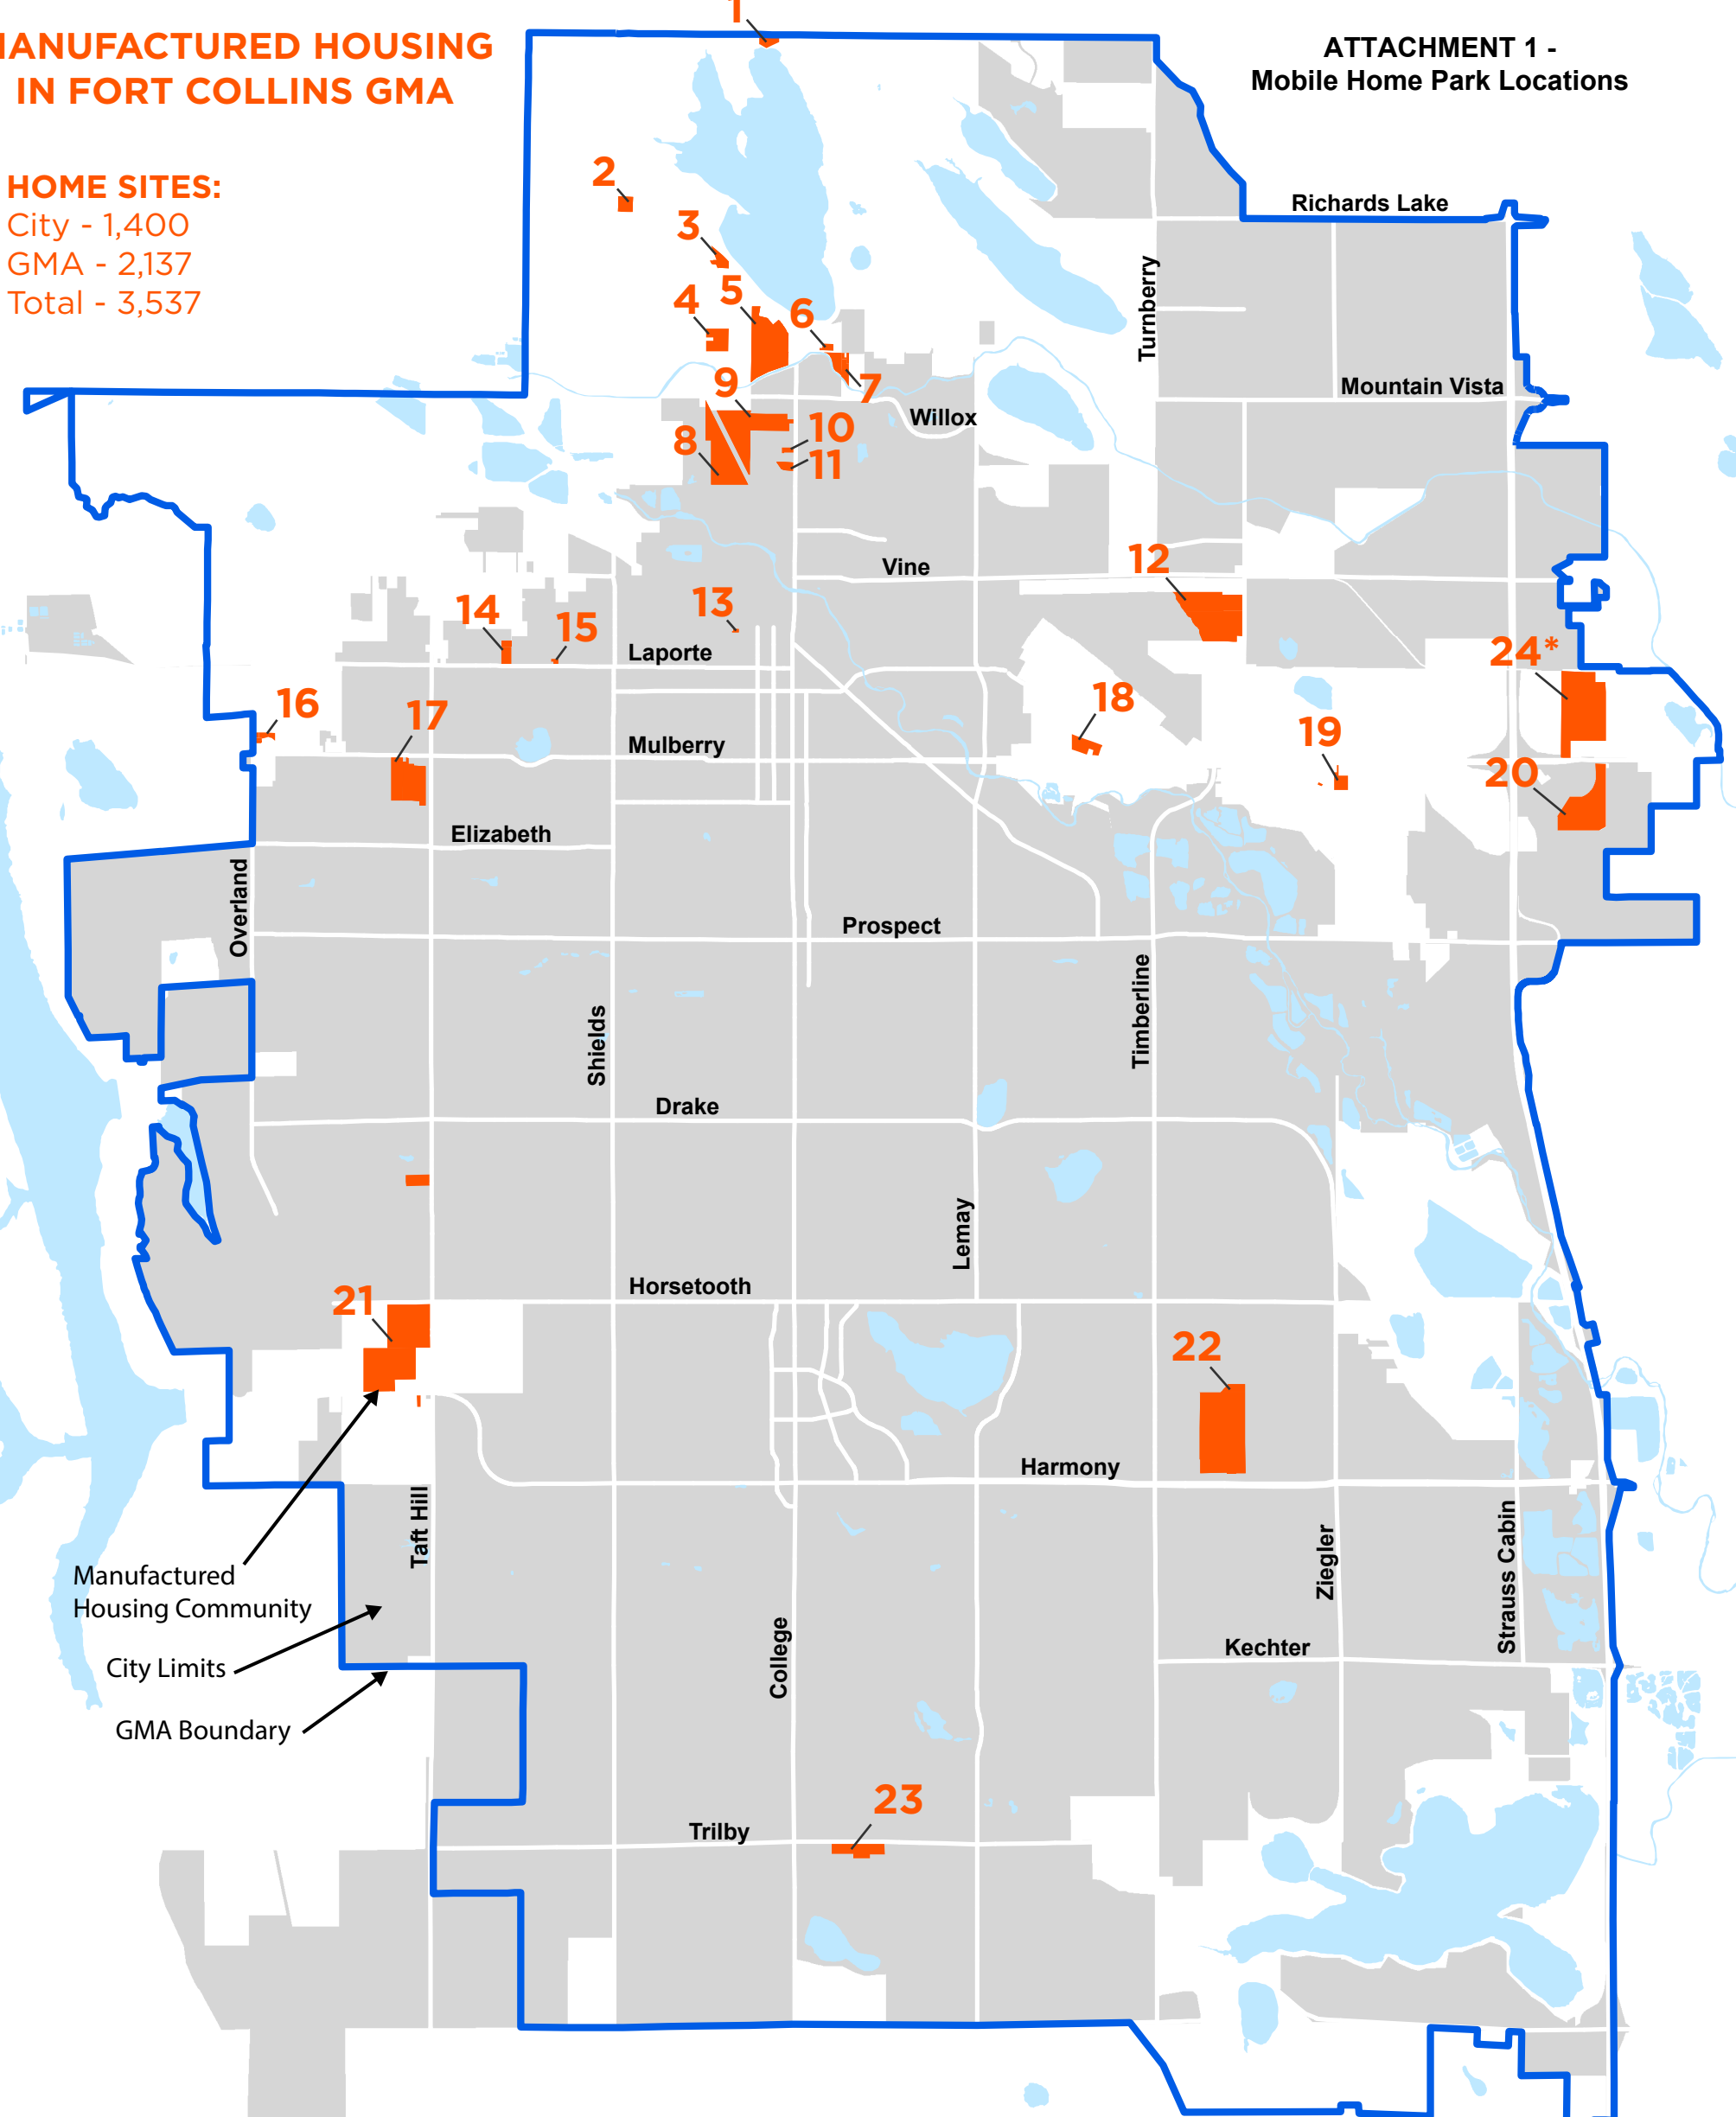 MANUFACTURED HOUSING
IN FORT COLLINS GMA
ATTACHMENT 1 -
Mobile Home Park Locations
HOME SITES:
City - 1,400
GMA - 2,137
Total - 3,537
1
2
3
4
5
6
7
8
9
10
11
12
13
14
15
16
17
18
19
20
21
22
23
24*
Richards Lake
Turnberry
Mountain Vista
Willox
Vine
Laporte
Mulberry
Elizabeth
Overland
Prospect
Shields
Timberline
Drake
Lemay
Horsetooth
Harmony
Taft Hill
Ziegler
Strauss Cabin
College
Kechter
Trilby
Manufactured
Housing Community
City Limits
GMA Boundary